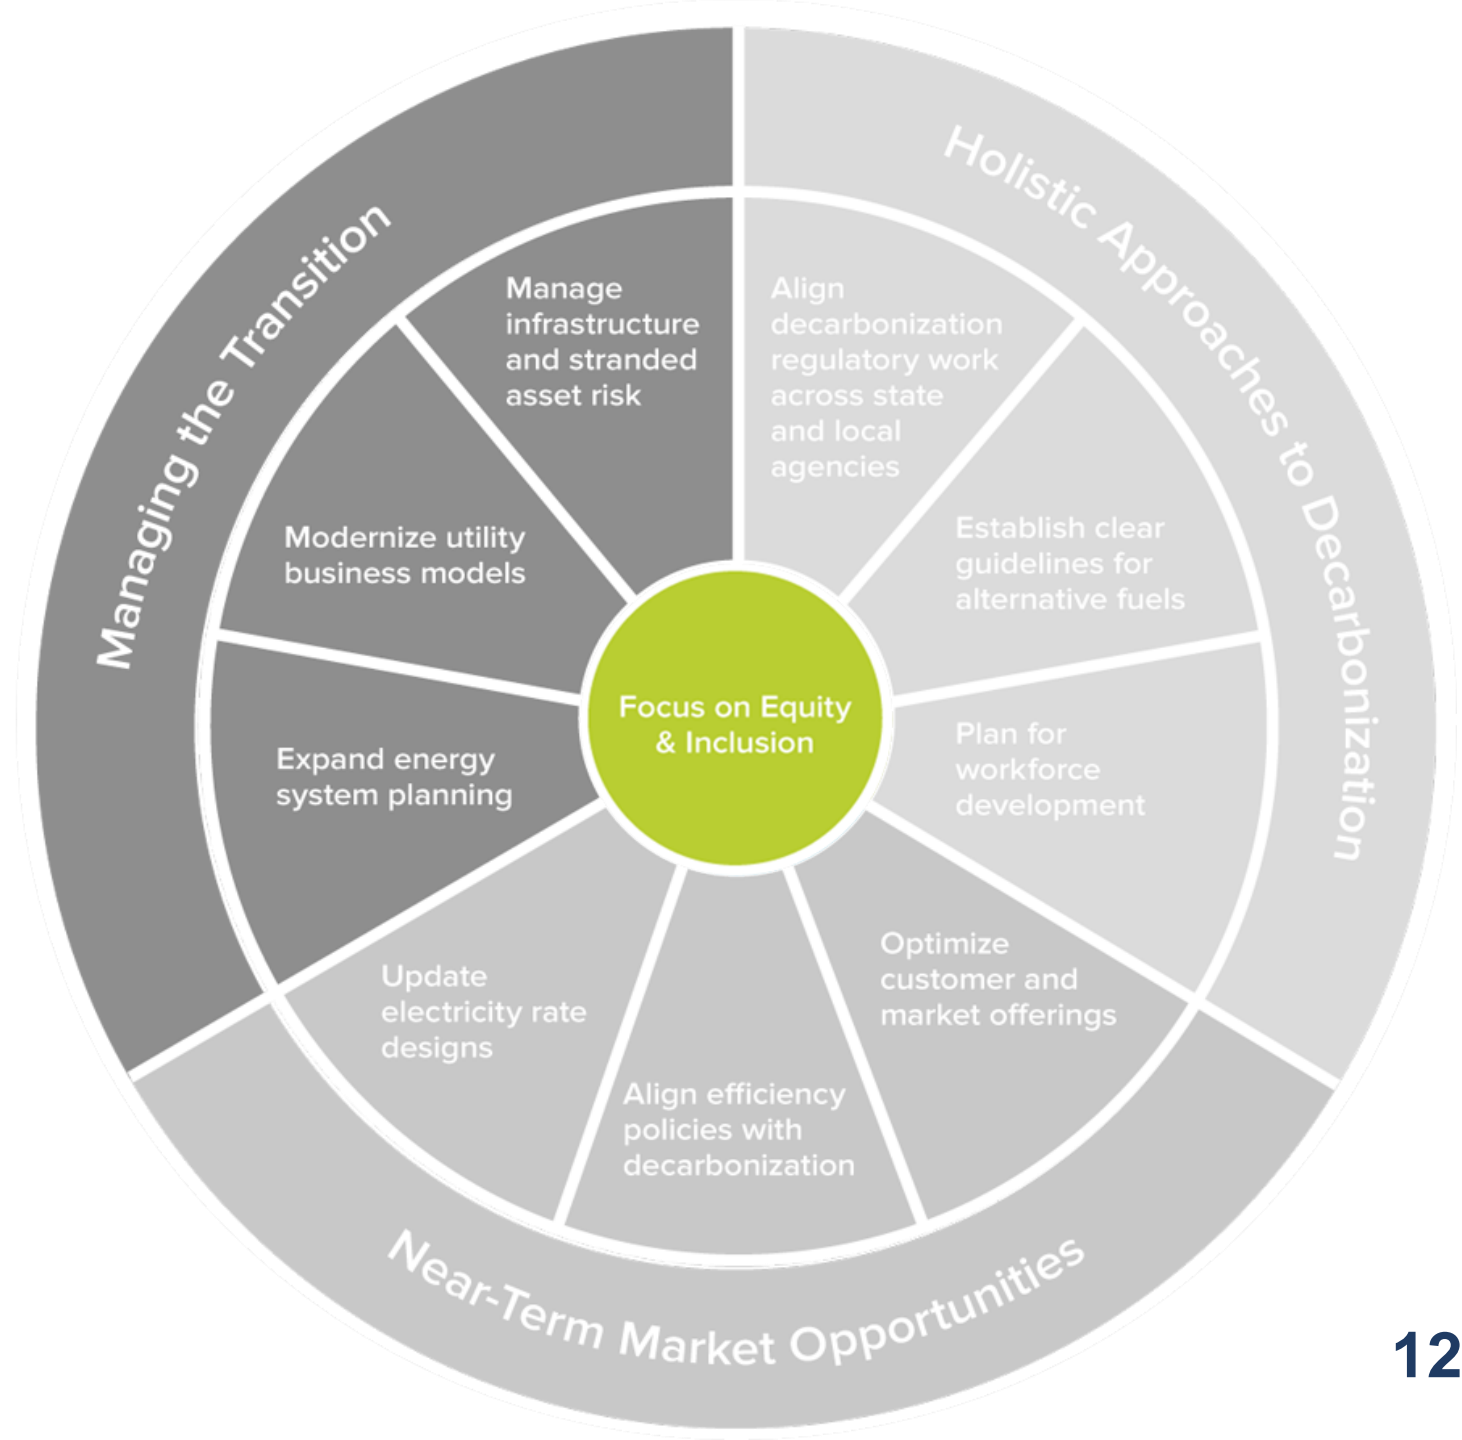 Managing the Transition
Holistic Approaches to Decarbonization
Near-Term Market Opportunities
Manage
infrastructure
and stranded
asset risk
Align
decarbonization
regulatory work
across state
and local
agencies
Modernize utility
business models
Establish clear
guidelines for
alternative fuels
Expand energy
system planning
Focus on Equity
& Inclusion
Plan for
workforce
development
Update
electricity rate
designs
Align efficiency
policies with
decarbonization
Optimize
customer and
market offerings
12